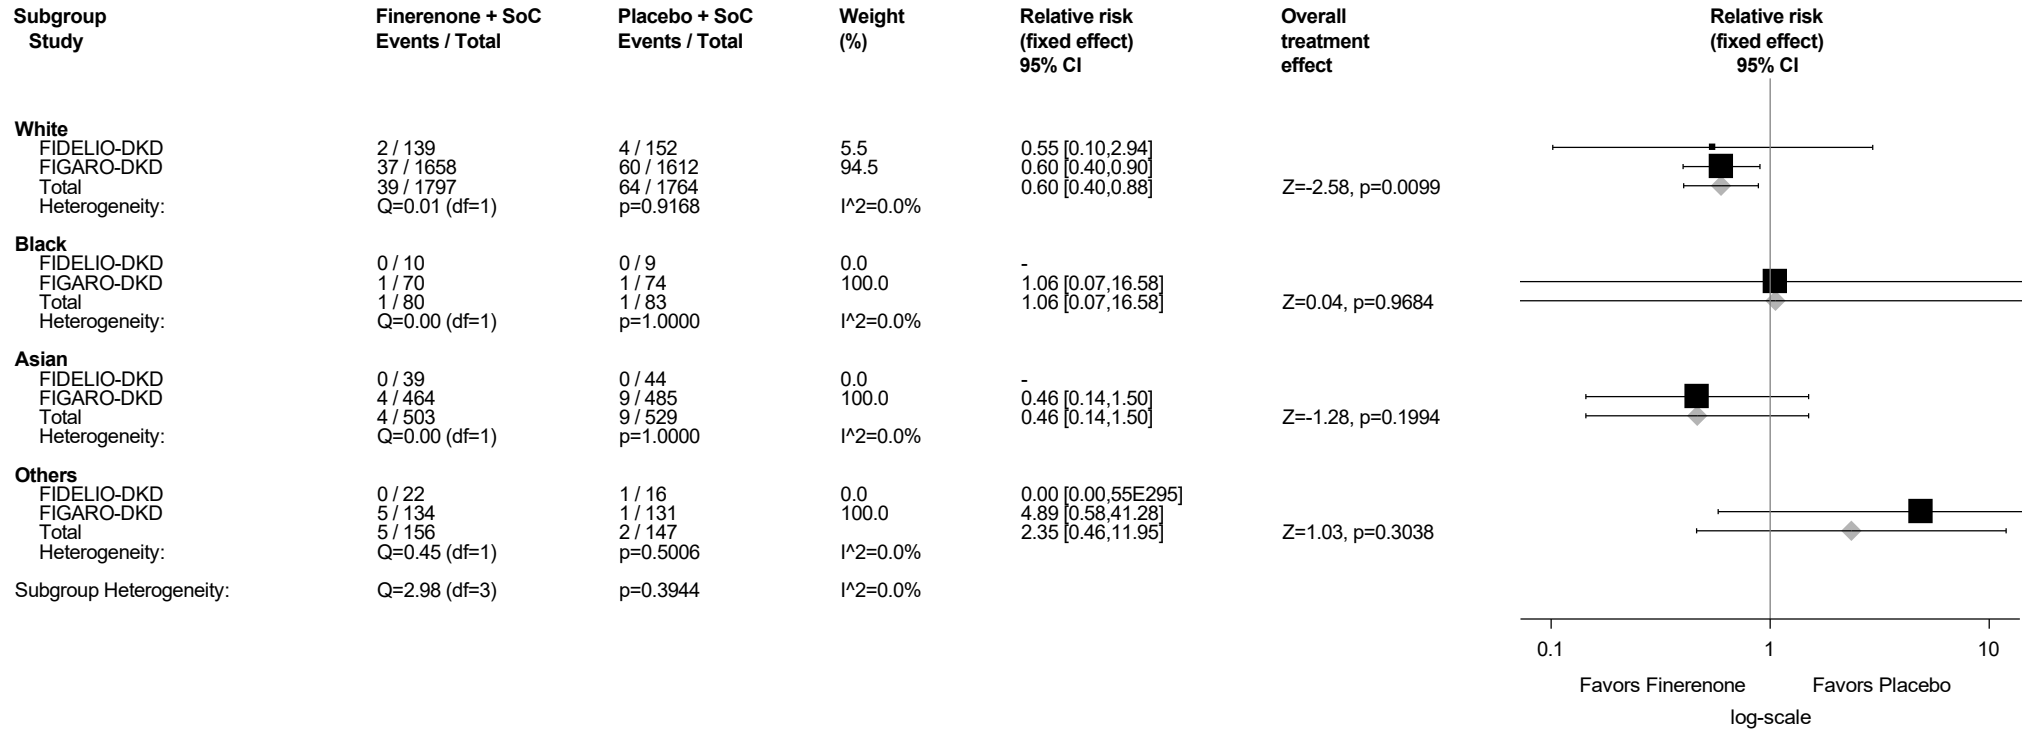 Subgroup Finerenone + SoC Placebo + SoC Weight Relative risk Overall Relative risk
Study Events / Total Events / Total (%) (fixed effect) treatment (fixed effect)
95% CI effect 95% CI
White
FIDELIO-DKD 2 / 139 4 / 152 5.5 0.55 [0.10,2.94]
FIGARO-DKD 37 / 1658 60 / 1612 94.5 0.60 [0.40,0.90]
Total 39 / 1797 64 / 1764 0.60 [0.40,0.88] Z=-2.58, p=0.0099
Heterogeneity: Q=0.01 (df=1) p=0.9168 I^2=0.0%
Black
FIDELIO-DKD 0 / 10 0 / 9 0.0 -
FIGARO-DKD 1 / 70 1 / 74 100.0 1.06 [0.07,16.58]
Total 1 / 80 1 / 83 1.06 [0.07,16.58] Z=0.04, p=0.9684
Heterogeneity: Q=0.00 (df=1) p=1.0000 I^2=0.0%
Asian
FIDELIO-DKD 0 / 39 0 / 44 0.0 -
FIGARO-DKD 4 / 464 9 / 485 100.0 0.46 [0.14,1.50]
Total 4 / 503 9 / 529 0.46 [0.14,1.50] Z=-1.28, p=0.1994
Heterogeneity: Q=0.00 (df=1) p=1.0000 I^2=0.0%
Others
FIDELIO-DKD 0 / 22 1 / 16 0.0 0.00 [0.00,55E295]
FIGARO-DKD 5 / 134 1 / 131 100.0 4.89 [0.58,41.28]
Total 5 / 156 2 / 147 2.35 [0.46,11.95] Z=1.03, p=0.3038
Heterogeneity: Q=0.45 (df=1) p=0.5006 I^2=0.0%
Subgroup Heterogeneity: Q=2.98 (df=3) p=0.3944 I^2=0.0%
0.1 1 10
Favors Finerenone Favors Placebo
log-scale